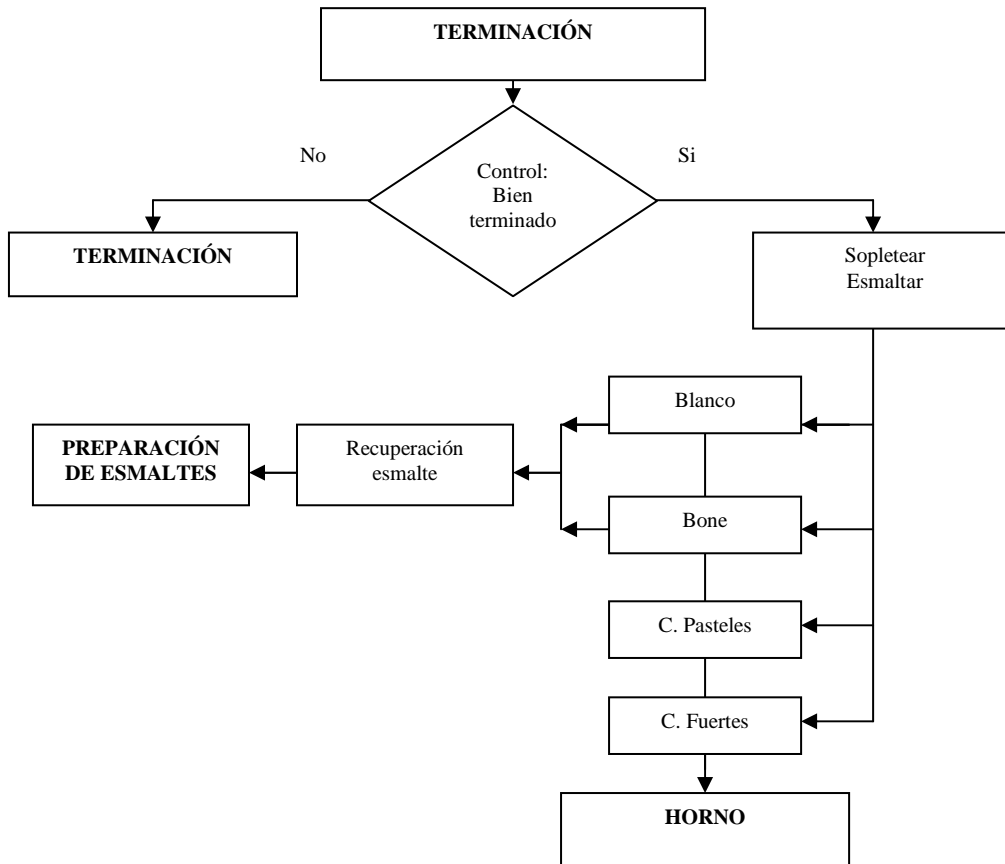 TERMINACIÓN
No
Si
Control:
Bien
terminado
TERMINACIÓN
Sopletear
Esmaltar
Blanco
PREPARACIÓN
DE ESMALTES
Recuperación
esmalte
Bone
C. Pasteles
C. Fuertes
HORNO